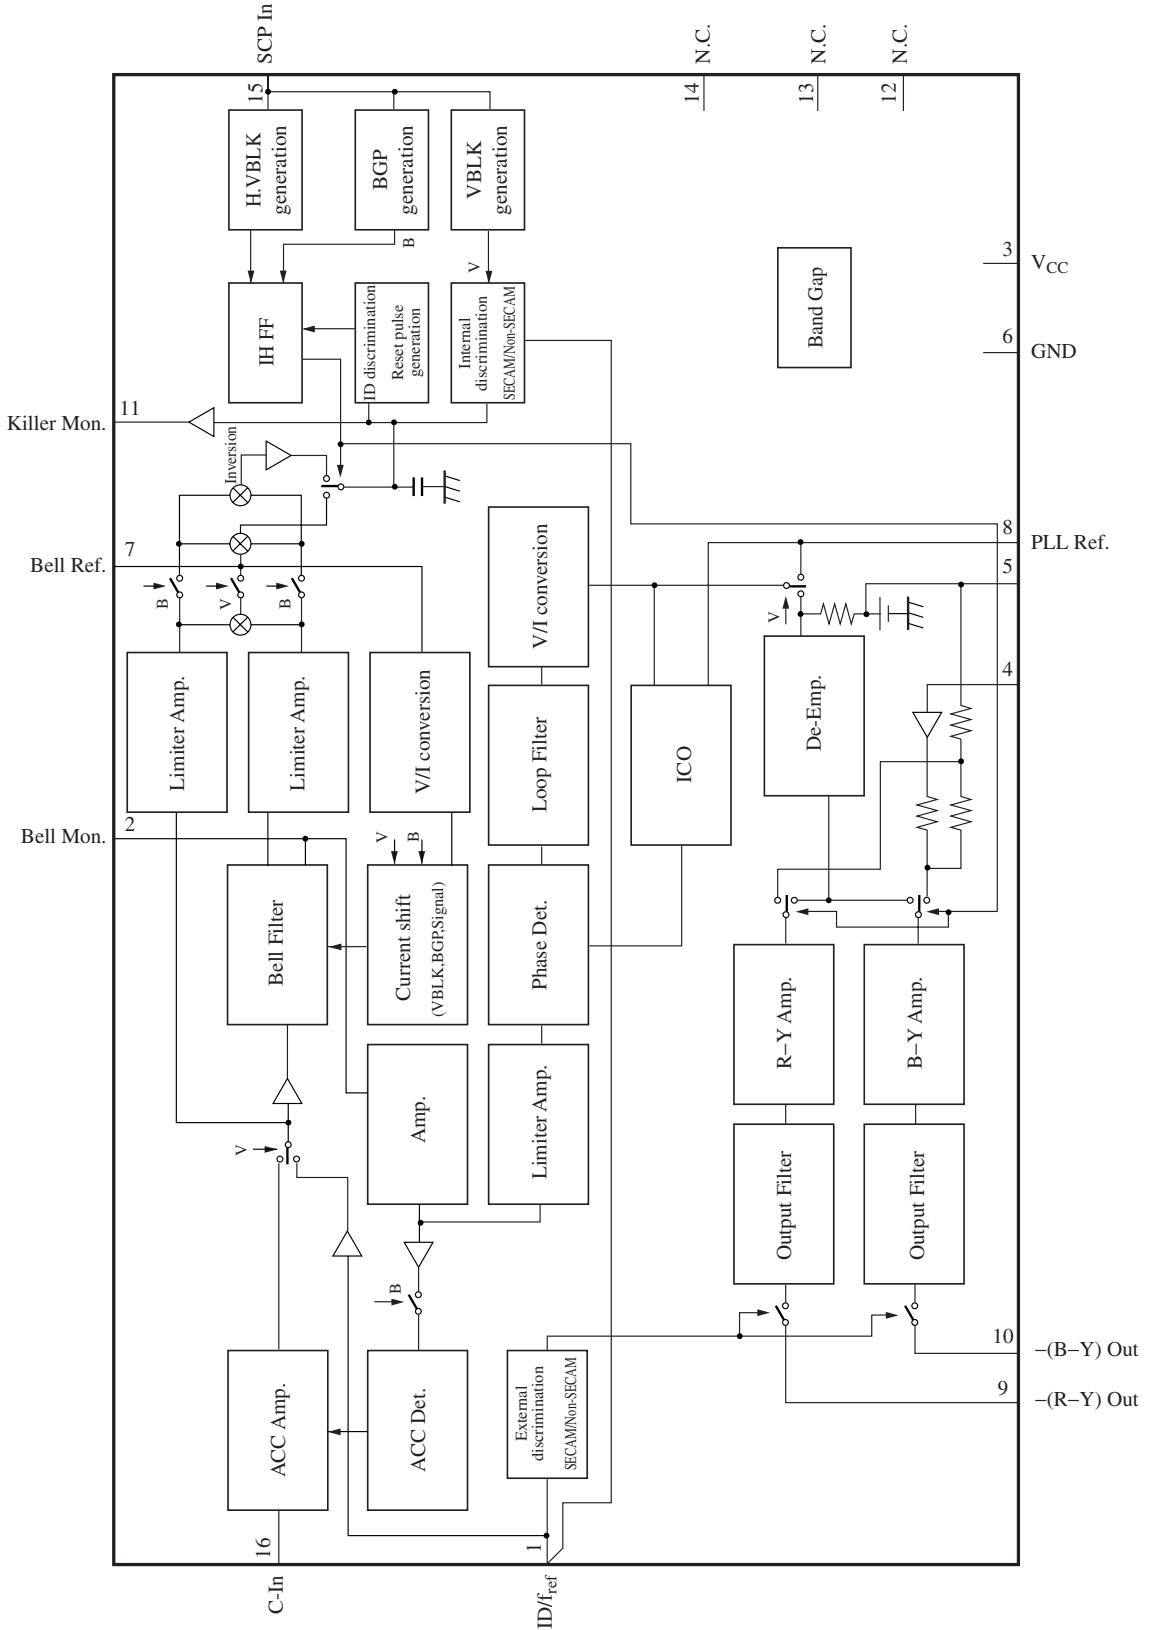 SCP In
15
N.C.
14
N.C.
13
N.C.
12
H.VBLK
generation
BGP
generation
VBLK
generation
B
V
3
V_CC
6
GND
Band Gap
IH FF
ID discrimination
Reset pulse
generation
Internal
discrimination
SECAM/Non-SECAM
Killer Mon.
11
Inversion
Bell Ref.
7
B
V
B
8
PLL Ref.
5
4
V
V/I conversion
De-Emp.
Limiter Amp.
Limiter Amp.
V/I conversion
Loop Filter
ICO
Bell Mon.
2
V
B
Bell Filter
Current shift
(VBLK,BGP,Signal)
Phase Det.
R−Y Amp.
B−Y Amp.
V
Amp.
Limiter Amp.
Output Filter
Output Filter
B
ACC Amp.
ACC Det.
External
discrimination
SECAM/Non-SECAM
10
−(B−Y) Out
9
−(R−Y) Out
16
C-In
1
ID/f_ref